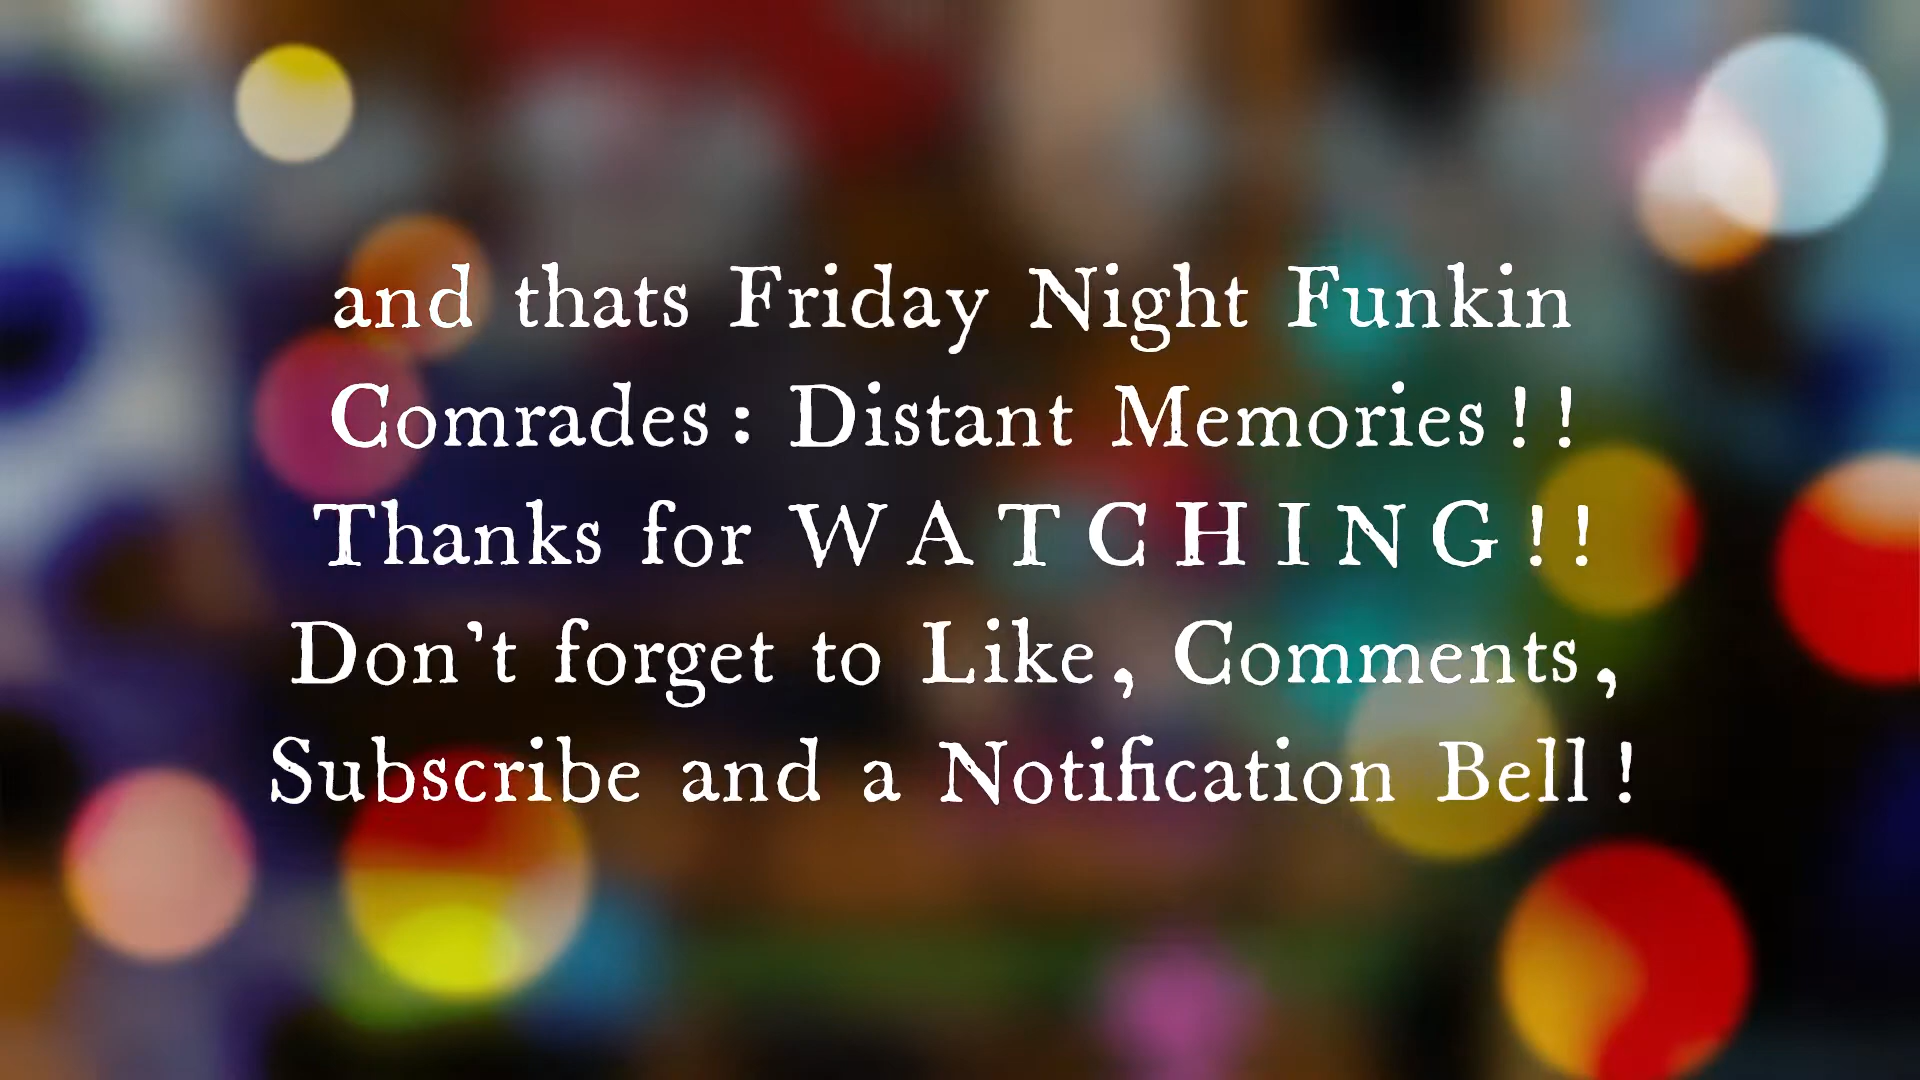 and thats Friday Night Funkin
Comrades: Distant Memories!!
Thanks for WATCHING!!
Don't forget to Like, Comments,
Subscribe and a Notification Bell!